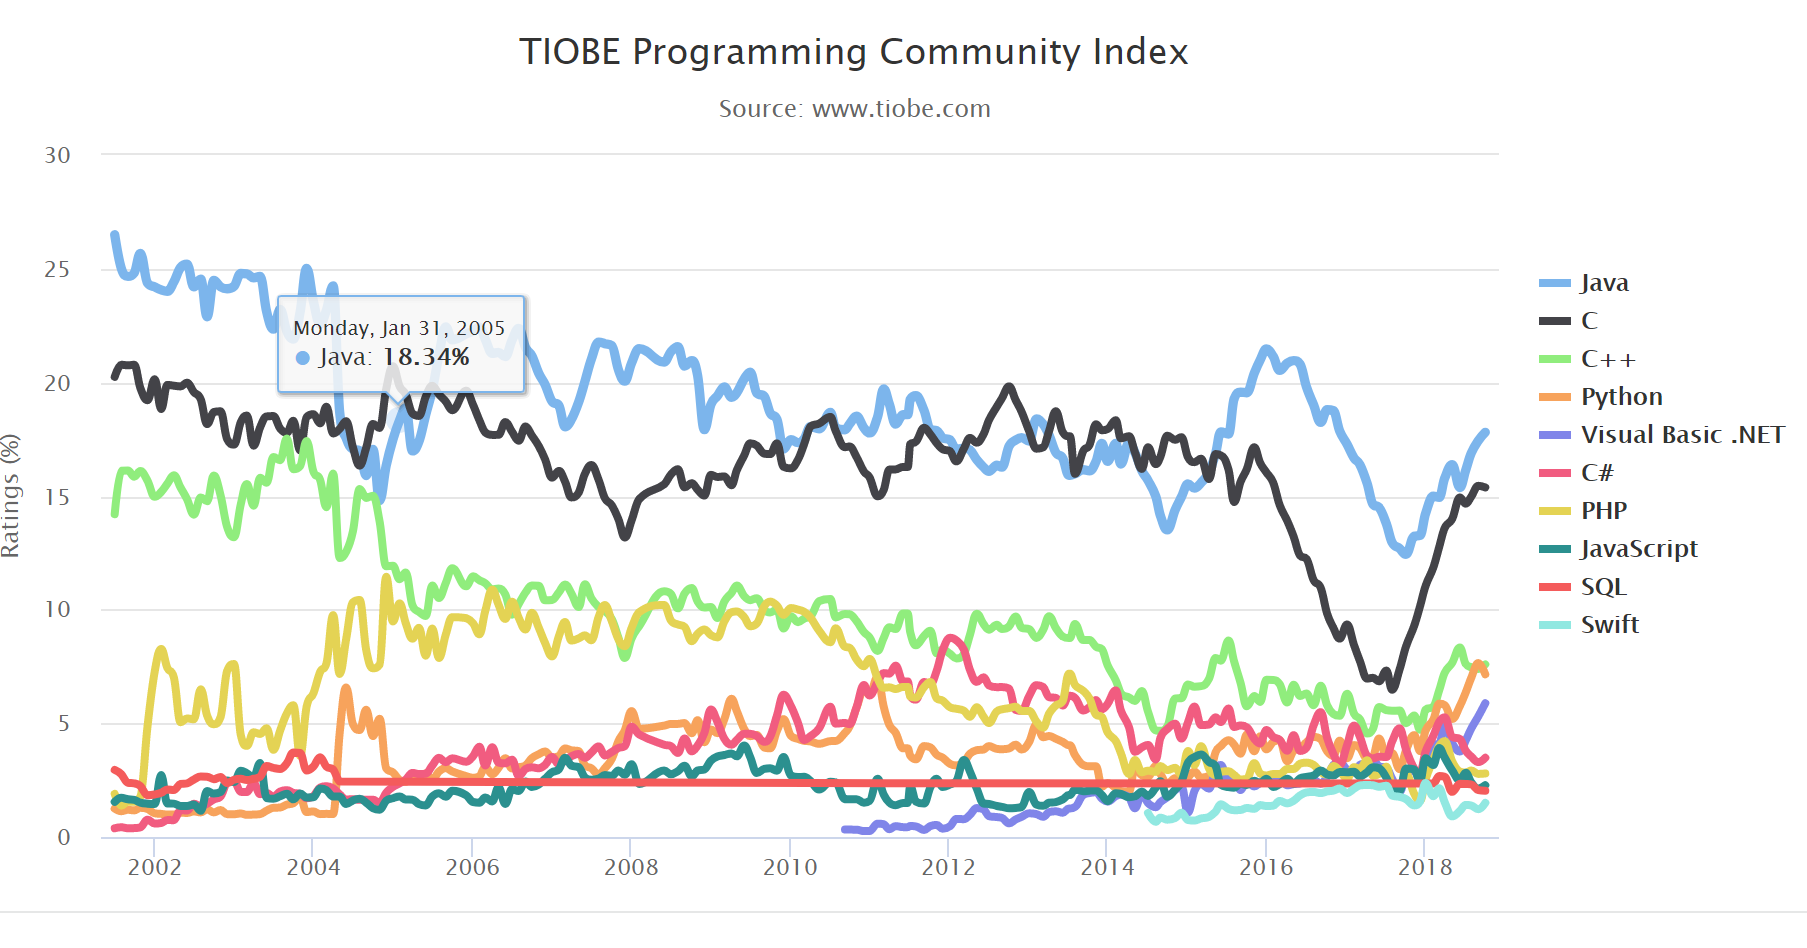 TIOBE Programming Community Index
Source: www.tiobe.com
30
25
20
15
10
5
0
Ratings (%)
Monday, Jan 31, 2005
Java: 18.34%
2002
2004
2006
2008
2010
2012
2014
2016
2018
Java
C
C++
Python
Visual Basic .NET
C#
PHP
JavaScript
SQL
Swift